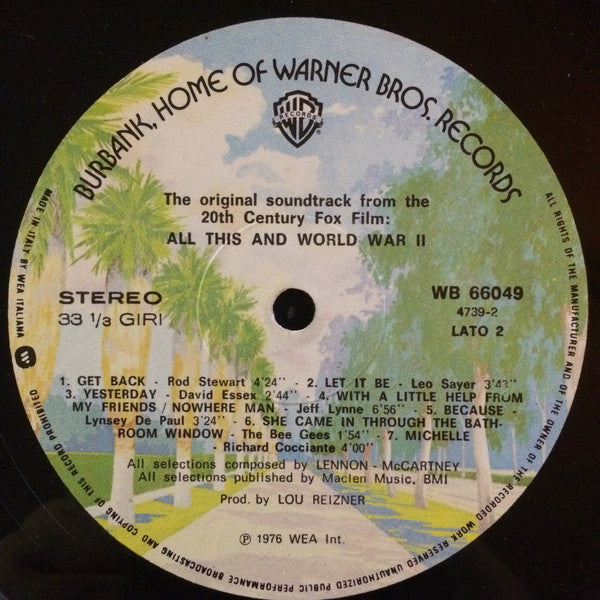 BURBANK, HOME OF WARNER BROS. RECORDS
RECORDS
The original soundtrack from the
20th Century Fox Film:
ALL THIS AND WORLD WAR II
STEREO
33 1/3 GIRI
WB 66049
4739-2
LATO 2
1. GET BACK - Rod Stewart 4'24'' - 2. LET IT BE - Leo Sayer
3. YESTERDAY - David Essex 2'44'' - 4. WITH A LITTLE HELP FROM
MY FRIENDS / NOWHERE MAN - Jeff Lynne 6'56'' - 5. BECAUSE -
Lynsey De Paul 3'24'' - 6. SHE CAME IN THROUGH THE BATH-
ROOM WINDOW - The Bee Gees 1'54'' - 7. MICHELLE -
- Richard Cocciante 4'00''
All selections composed by LENNON - McCARTNEY
All selections published by Maclen Music, BMI
Prod. by LOU REIZNER
℗ 1976 WEA Int.
MADE IN ITALY BY WEA ITALIANA
ALL RIGHTS OF THE MANUFACTURER AND OF THE OWNER OF THE RECORDED WORK RESERVED UNAUTHORIZED PUBLIC PERFORMANCE BROADCASTING AND COPYING OF THIS RECORD PROHIBITED